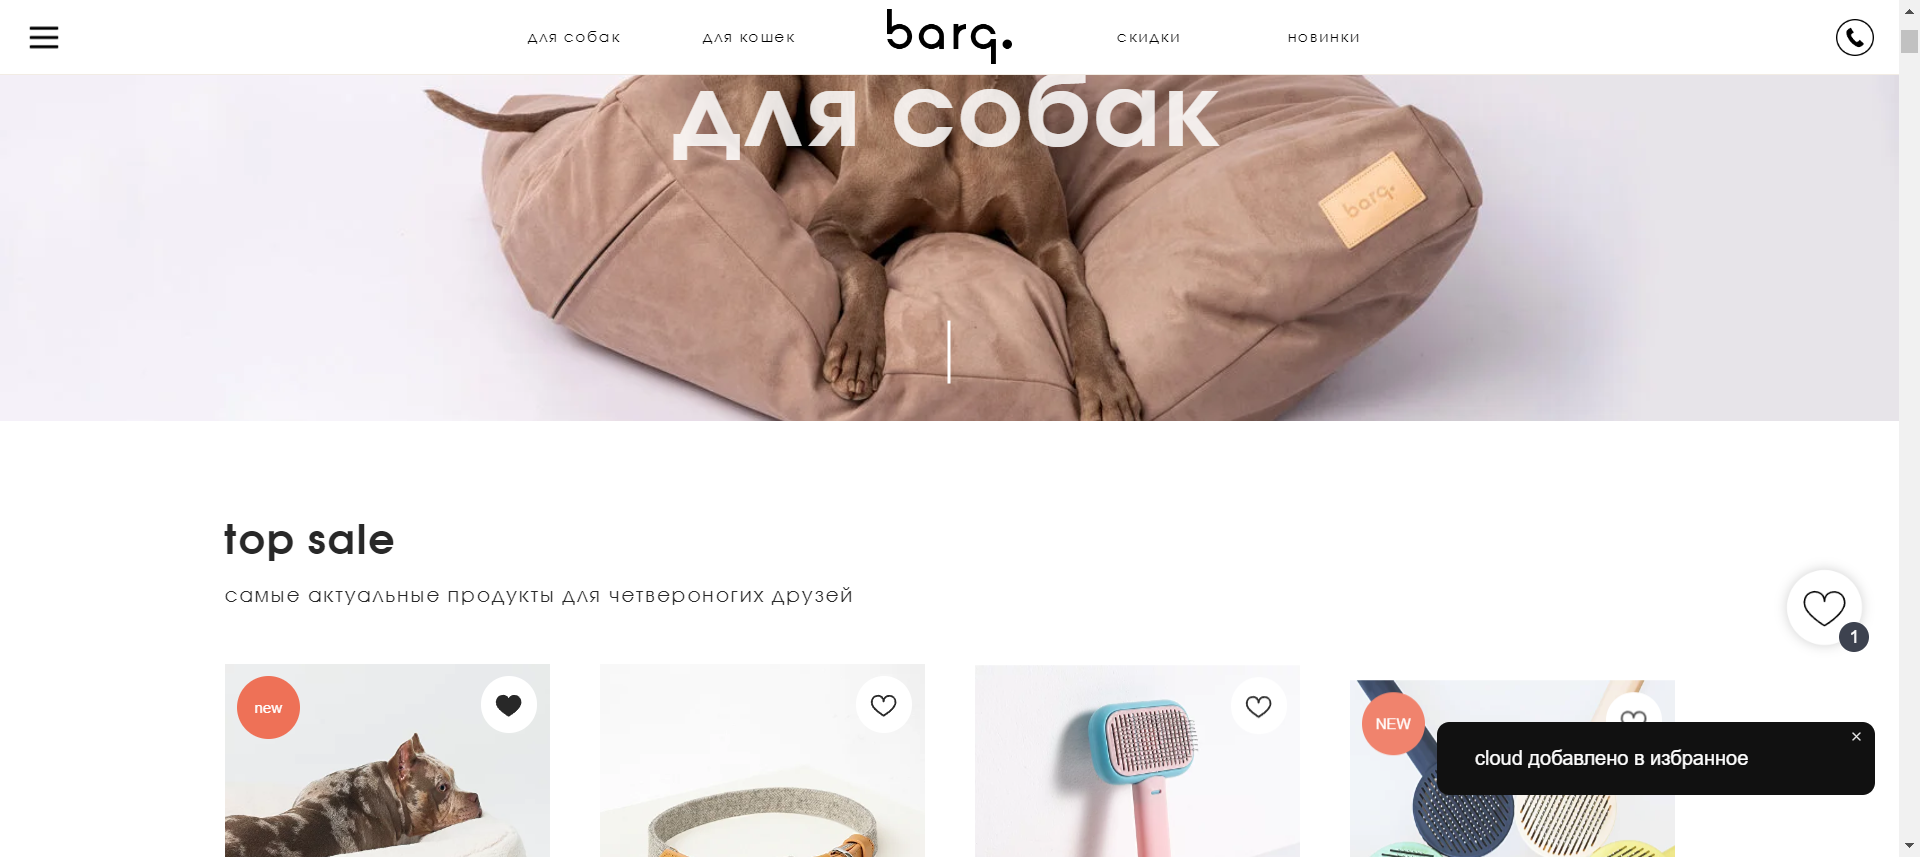 для собак
для кошек
barq.
скидки
новинки
для собак
barq.
top sale
самые актуальные продукты для четвероногих друзей
1
new
NEW
cloud добавлено в избранное